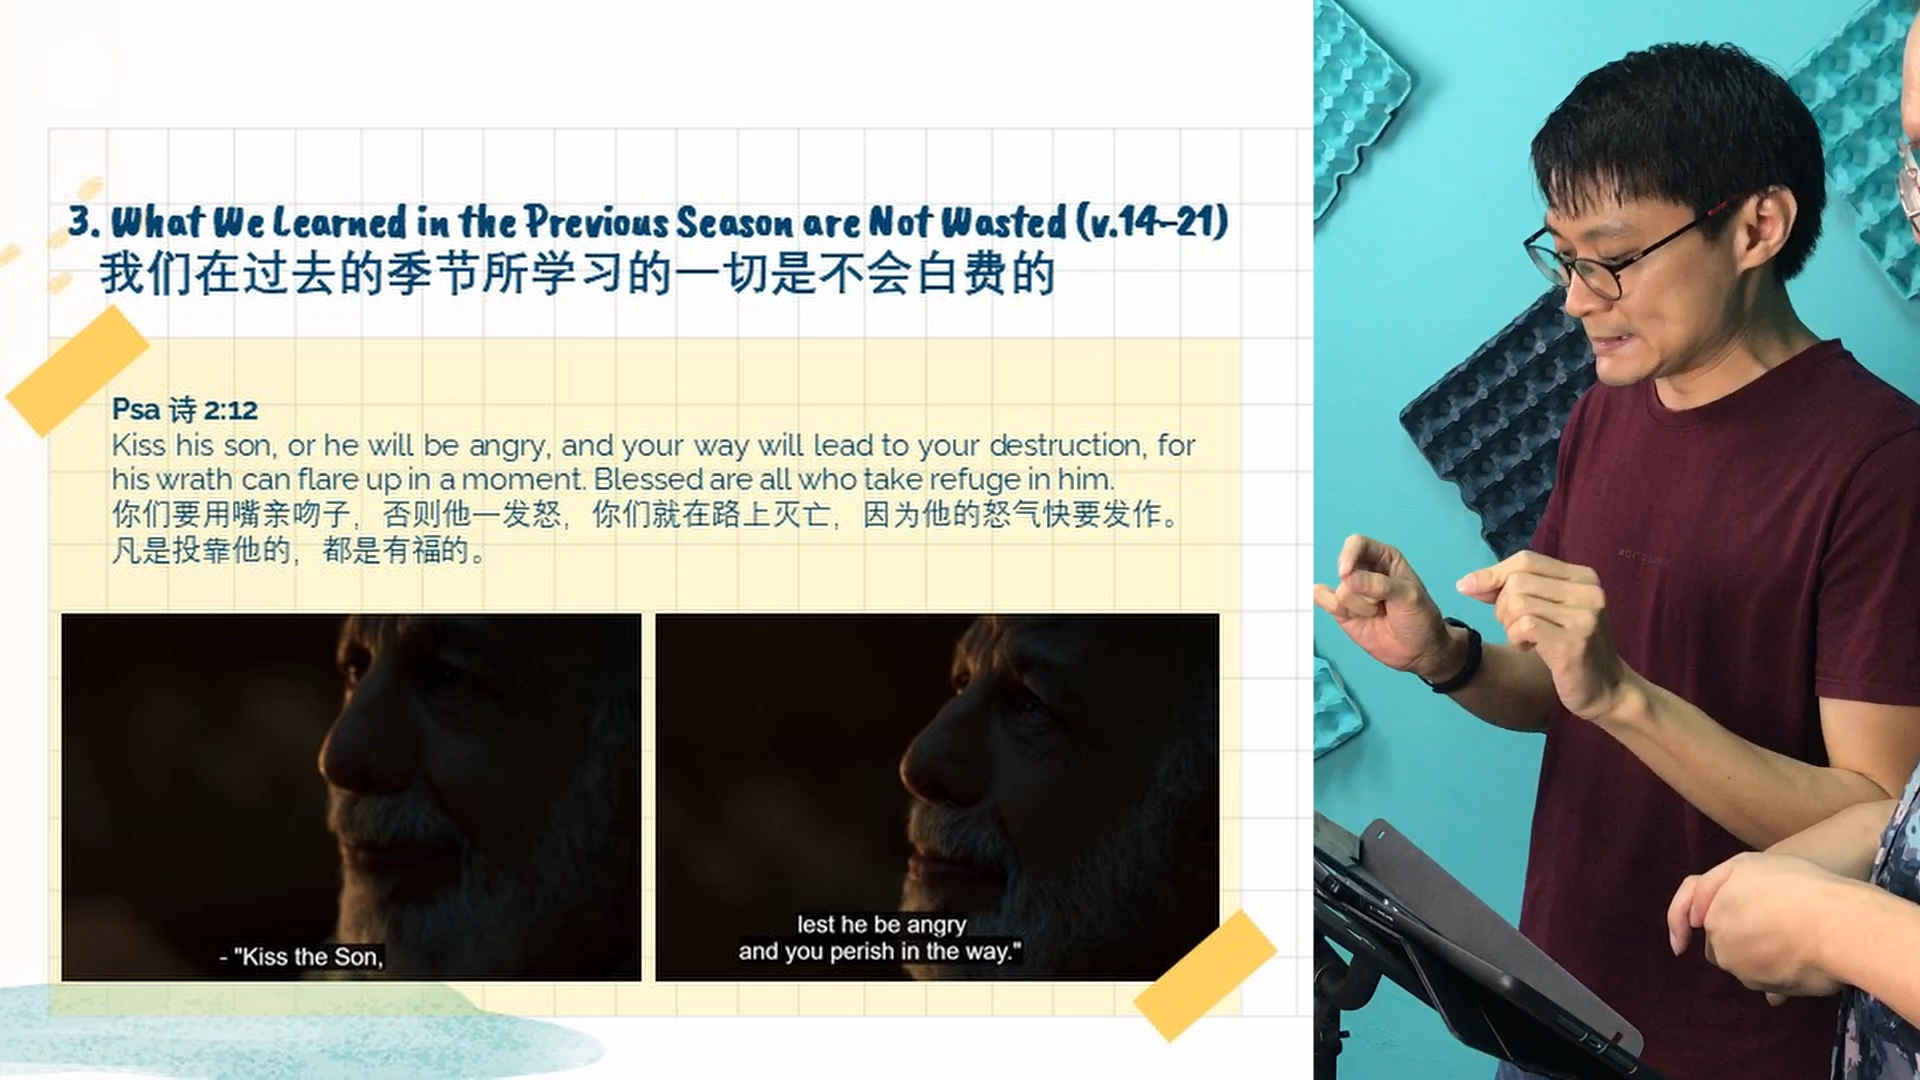 3. What We Learned in the Previous Season are Not Wasted (v.14-21)
我们在过去的季节所学习的一切是不会白费的
Psa 诗 2:12
Kiss his son, or he will be angry, and your way will lead to your destruction, for
his wrath can flare up in a moment. Blessed are all who take refuge in him.
你们要用嘴亲吻子，否则他一发怒，你们就在路上灭亡，因为他的怒气快要发作。
凡是投靠他的，都是有福的。
- "Kiss the Son,
lest he be angry
and you perish in the way."